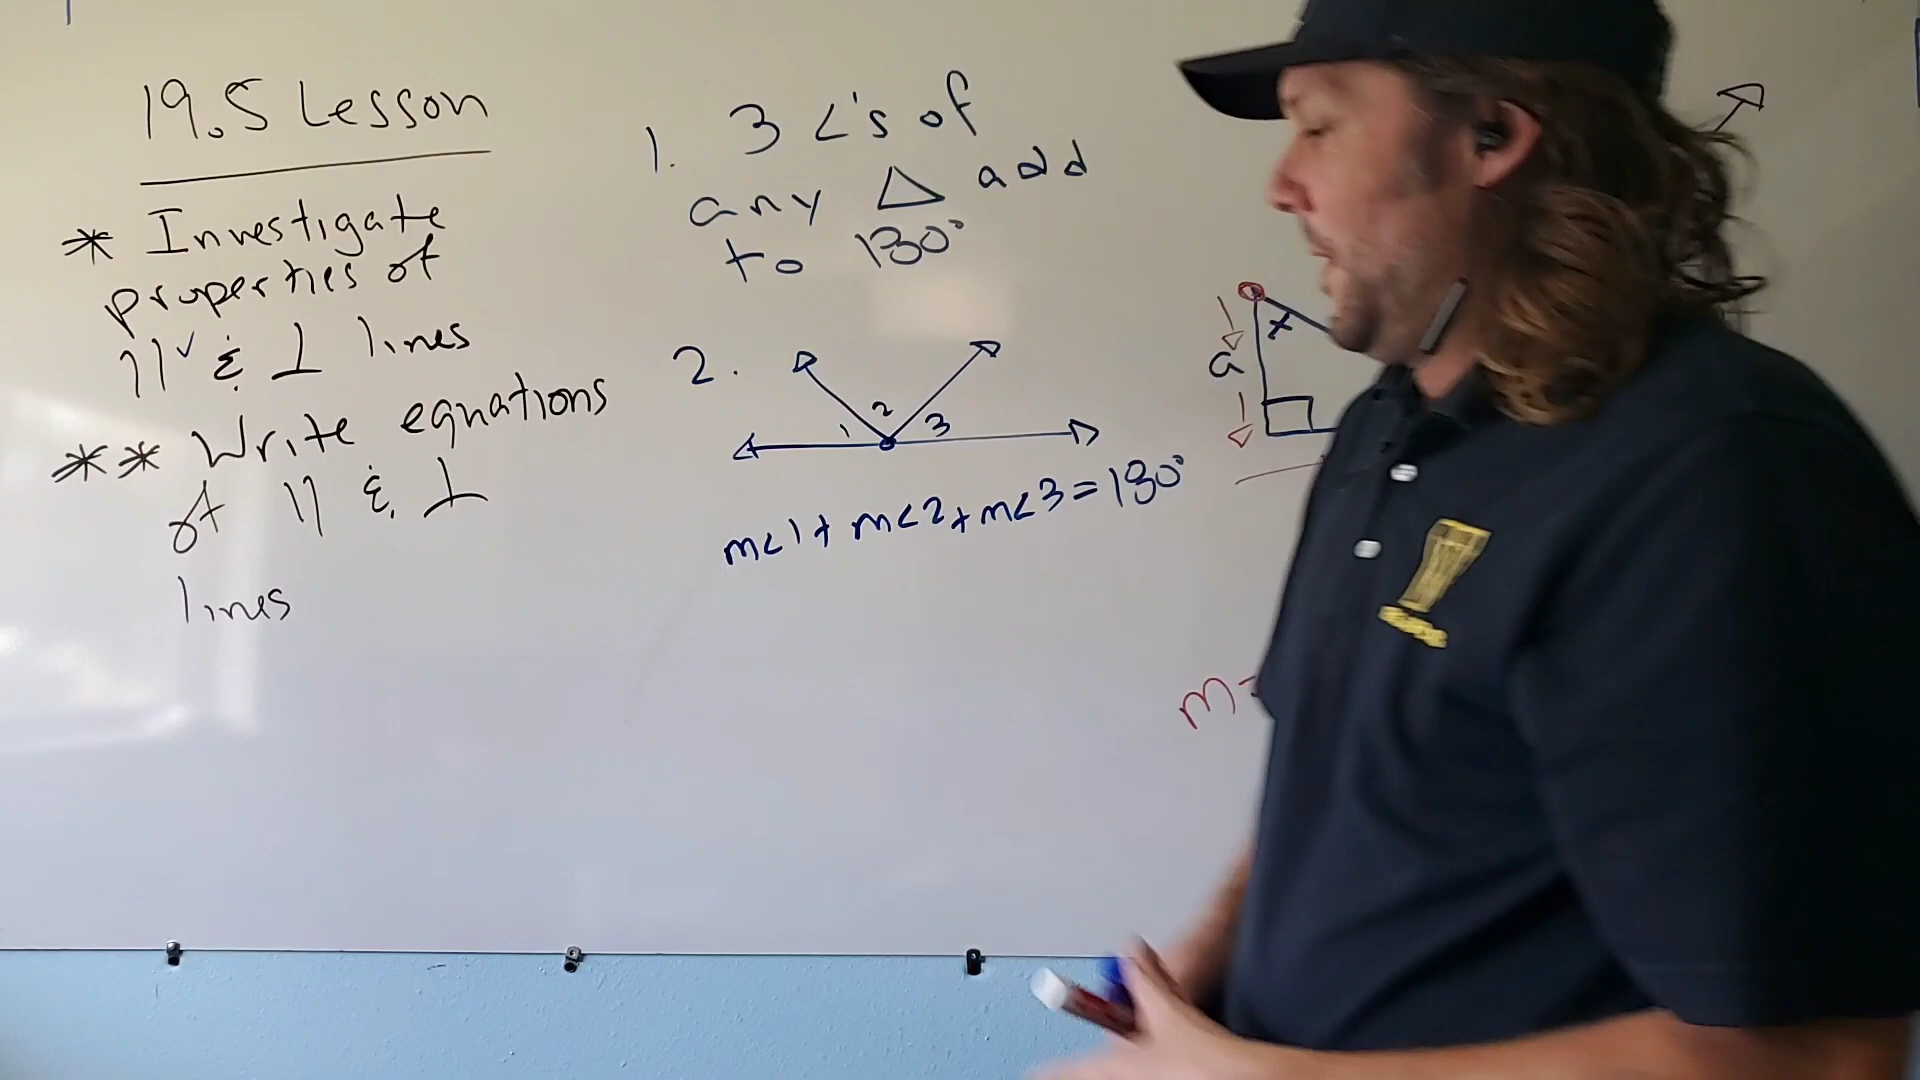 19.5 Lesson
* Investigate
properties of
|| ✓ & ⊥ lines
** Write equations
of || & ⊥
lines
1. 3 <'s of
any △ add
to 180°
2.
1 2 3
m<1 + m<2 + m<3 = 180°
x
a
m=